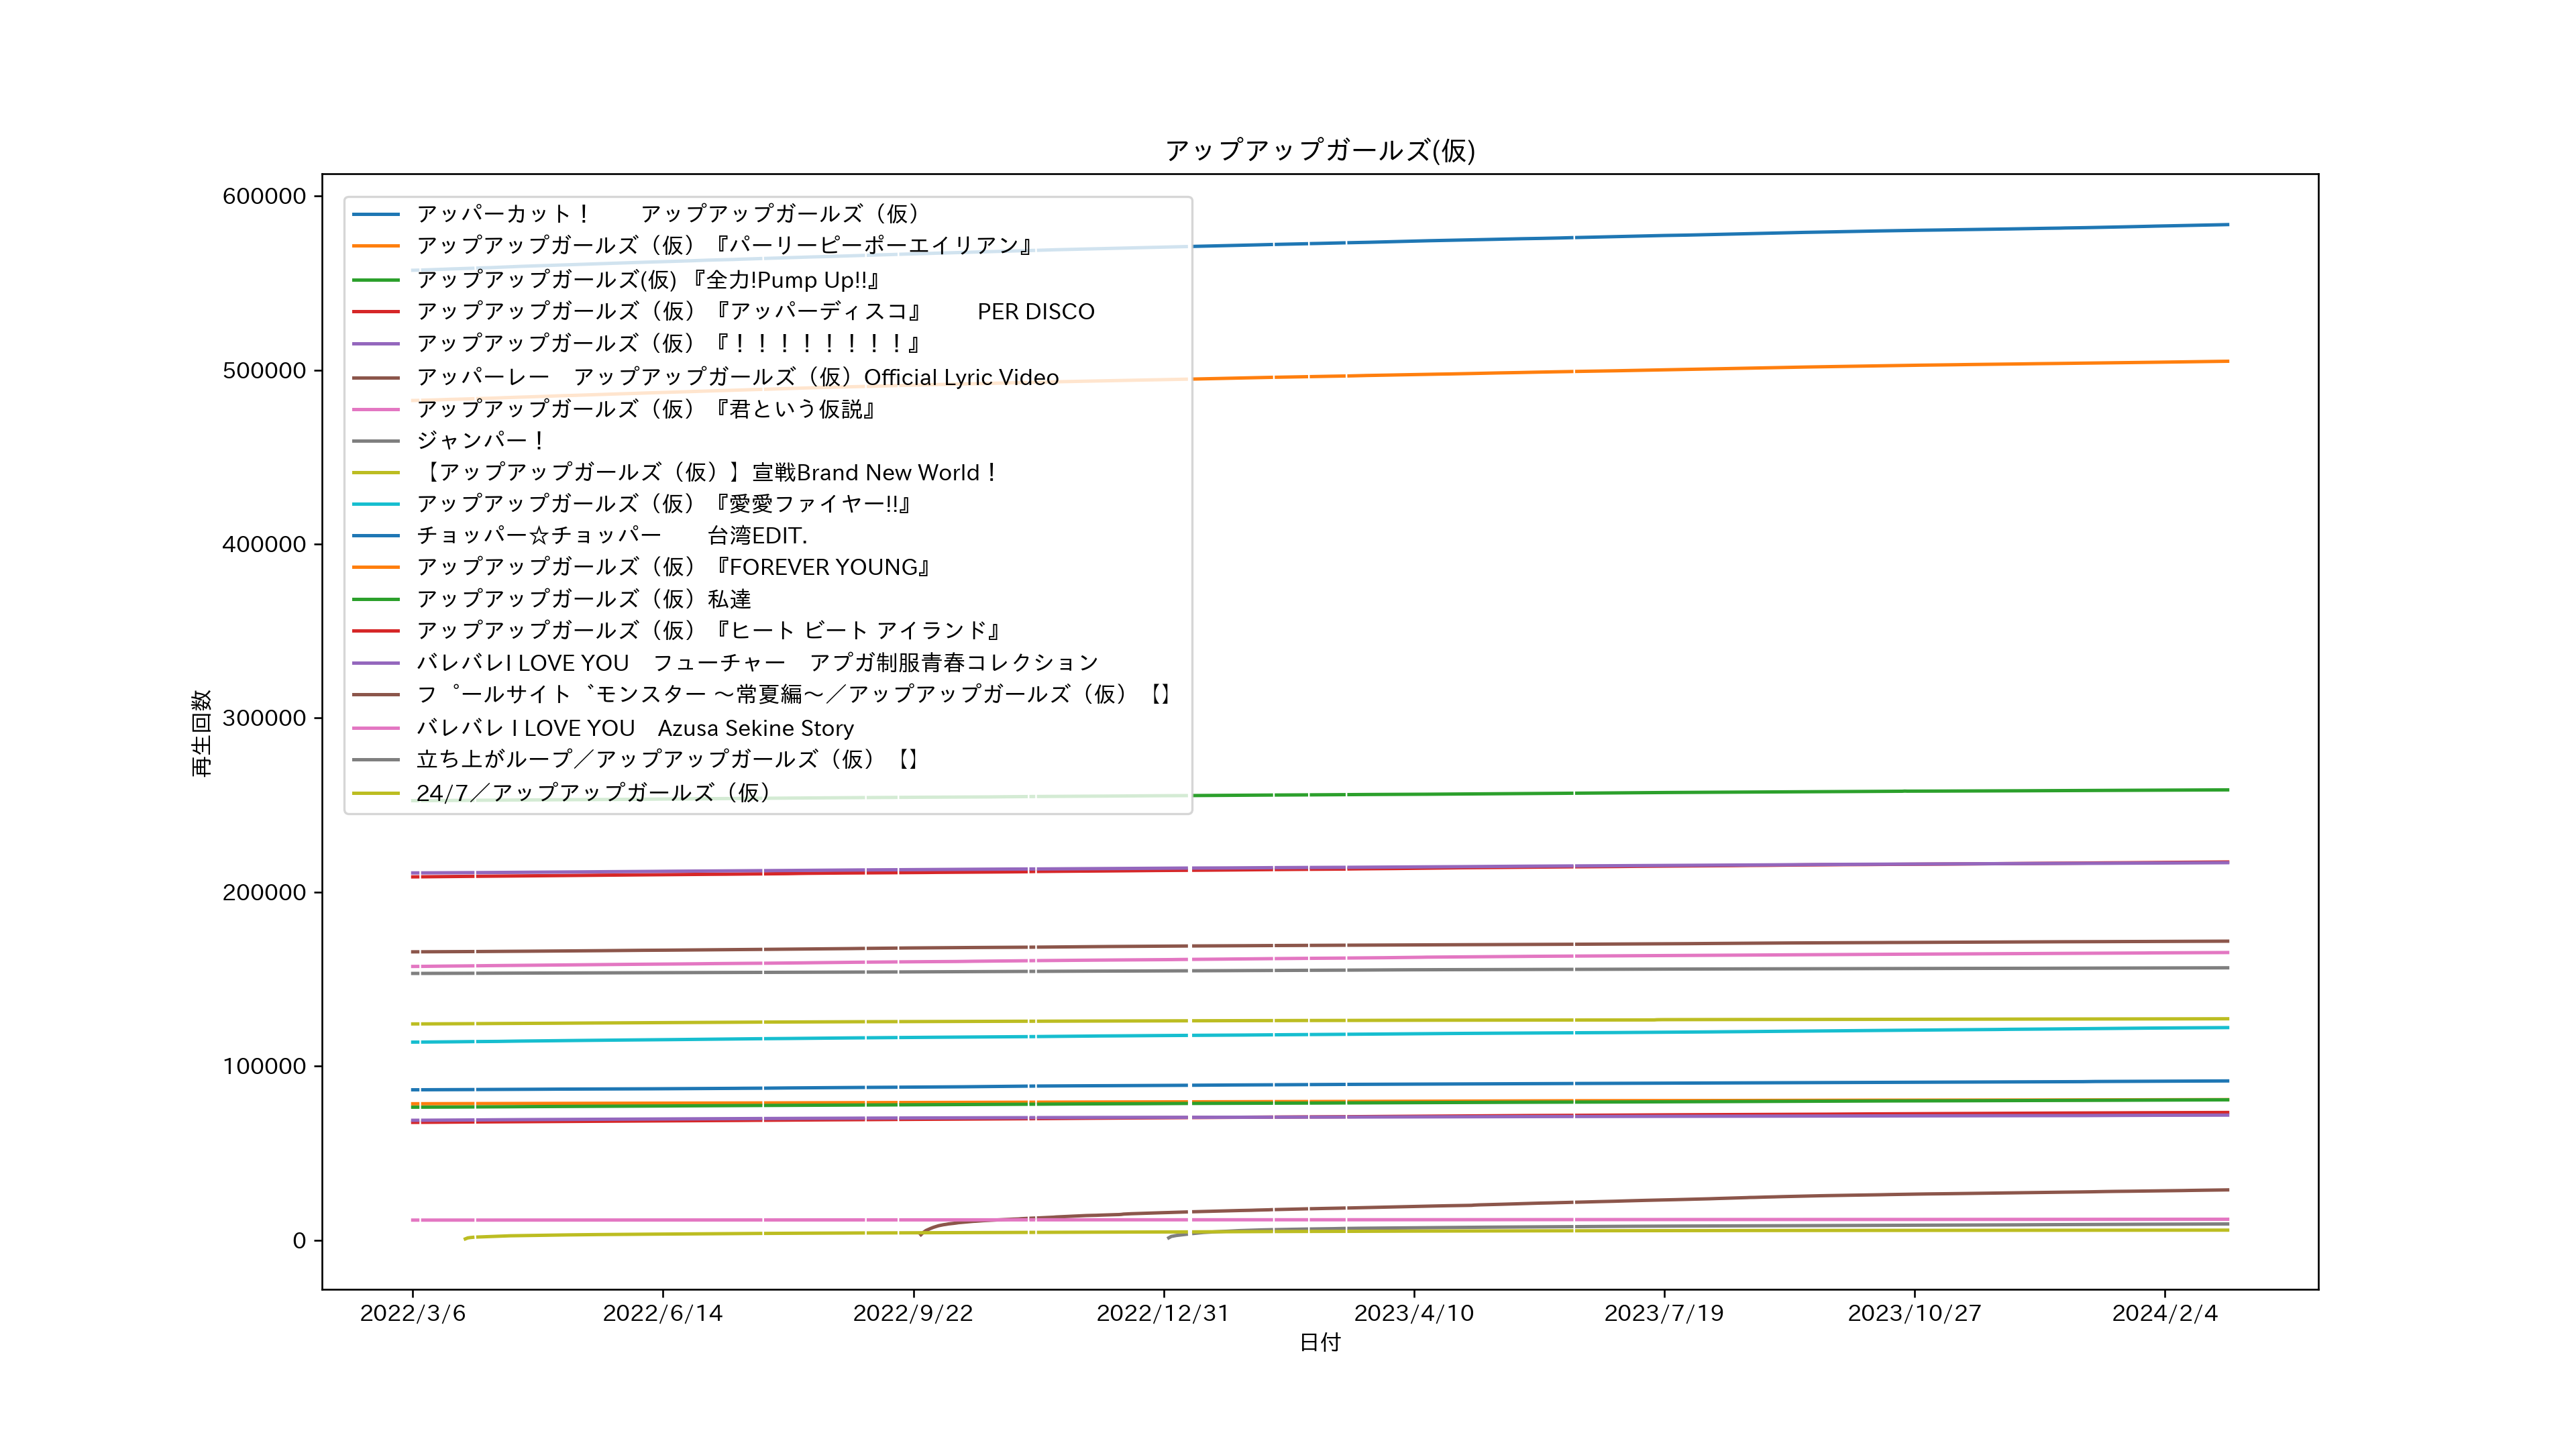 アップアップガールズ(仮)
600000
500000
400000
300000
200000
100000
0
再生回数
アッパーカット！　　アップアップガールズ（仮）
アップアップガールズ（仮）『パーリーピーポーエイリアン』
アップアップガールズ(仮) 『全力!Pump Up!!』
アップアップガールズ（仮）『アッパーディスコ』　　PER DISCO
アップアップガールズ（仮）『！！！！！！！！』
アッパーレー　アップアップガールズ（仮）Official Lyric Video
アップアップガールズ（仮）『君という仮説』
ジャンパー！
【アップアップガールズ（仮）】宣戦Brand New World！
アップアップガールズ（仮）『愛愛ファイヤー!!』
チョッパー☆チョッパー　　台湾EDIT.
アップアップガールズ（仮）『FOREVER YOUNG』
アップアップガールズ（仮）私達
アップアップガールズ（仮）『ヒート ビート アイランド』
バレバレI LOVE YOU　フューチャー　アプガ制服青春コレクション
フ゜ールサイト゛モンスター ～常夏編～／アップアップガールズ（仮）【】
バレバレ I LOVE YOU　Azusa Sekine Story
立ち上がループ／アップアップガールズ（仮）【】
24/7／アップアップガールズ（仮）
2022/3/6 2022/6/14 2022/9/22 2022/12/31 2023/4/10 2023/7/19 2023/10/27 2024/2/4
日付